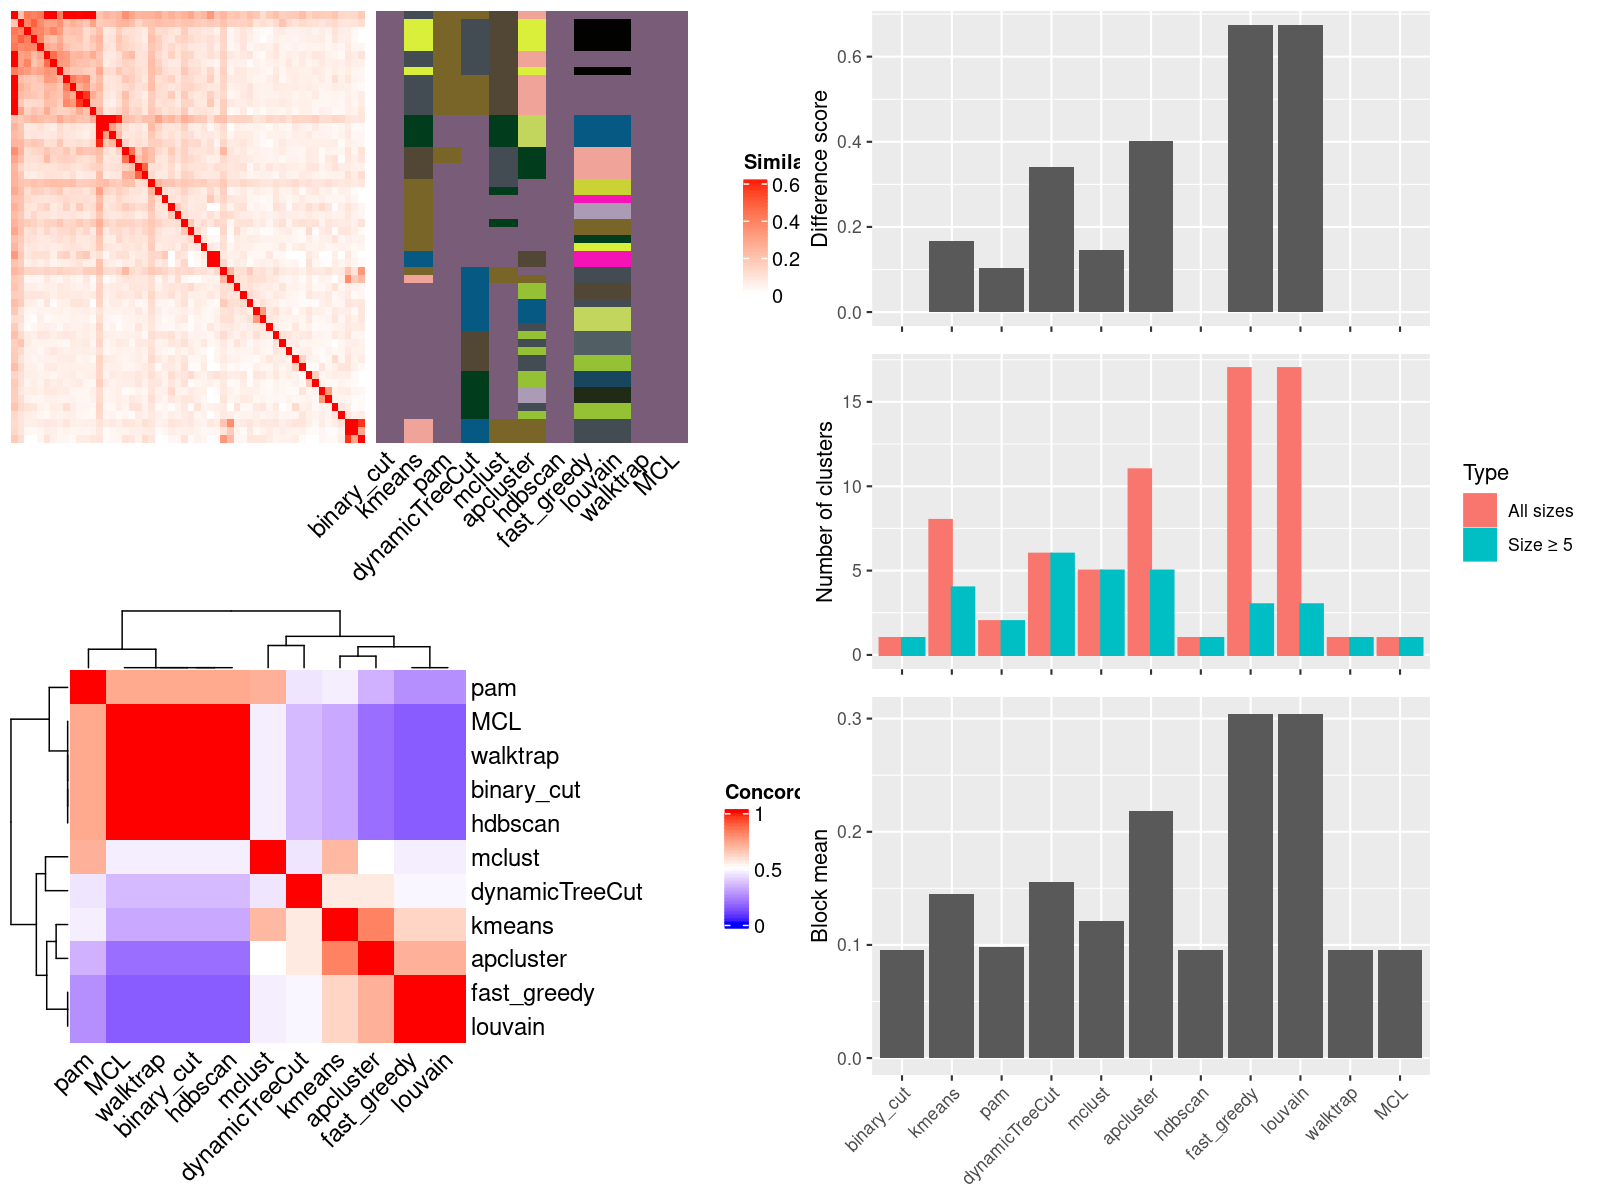 Simila
0.6
0.4
0.2
0
binary_cut
kmeans
pam
dynamicTreeCut
mclust
apcluster
hdbscan
fast_greedy
louvain
walktrap
MCL
pam
MCL
walktrap
binary_cut
hdbscan
mclust
dynamicTreeCut
kmeans
apcluster
fast_greedy
louvain
pam
MCL
walktrap
binary_cut
hdbscan
mclust
dynamicTreeCut
kmeans
apcluster
fast_greedy
louvain
Concord
1
0.5
0
Difference score
0.6
0.4
0.2
0.0
Number of clusters
15
10
5
0
Type
All sizes
Size ≥ 5
Block mean
0.3
0.2
0.1
0.0
binary_cut
kmeans
pam
dynamicTreeCut
mclust
apcluster
hdbscan
fast_greedy
louvain
walktrap
MCL